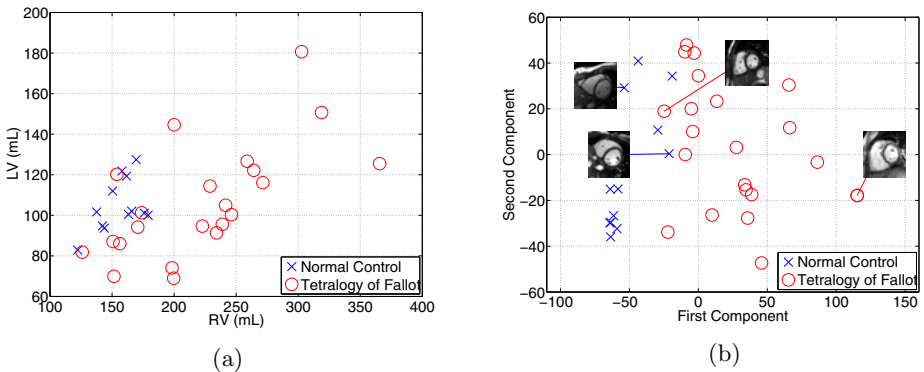 200
180
160
140
120
100
80
60
LV (mL)
100 150 200 250 300 350 400
RV (mL)
Normal Control
Tetralogy of Fallot
(a)
60
40
20
0
−20
−40
−60
Second Component
−100 −50 0 50 100 150
First Component
Normal Control
Tetralogy of Fallot
(b)